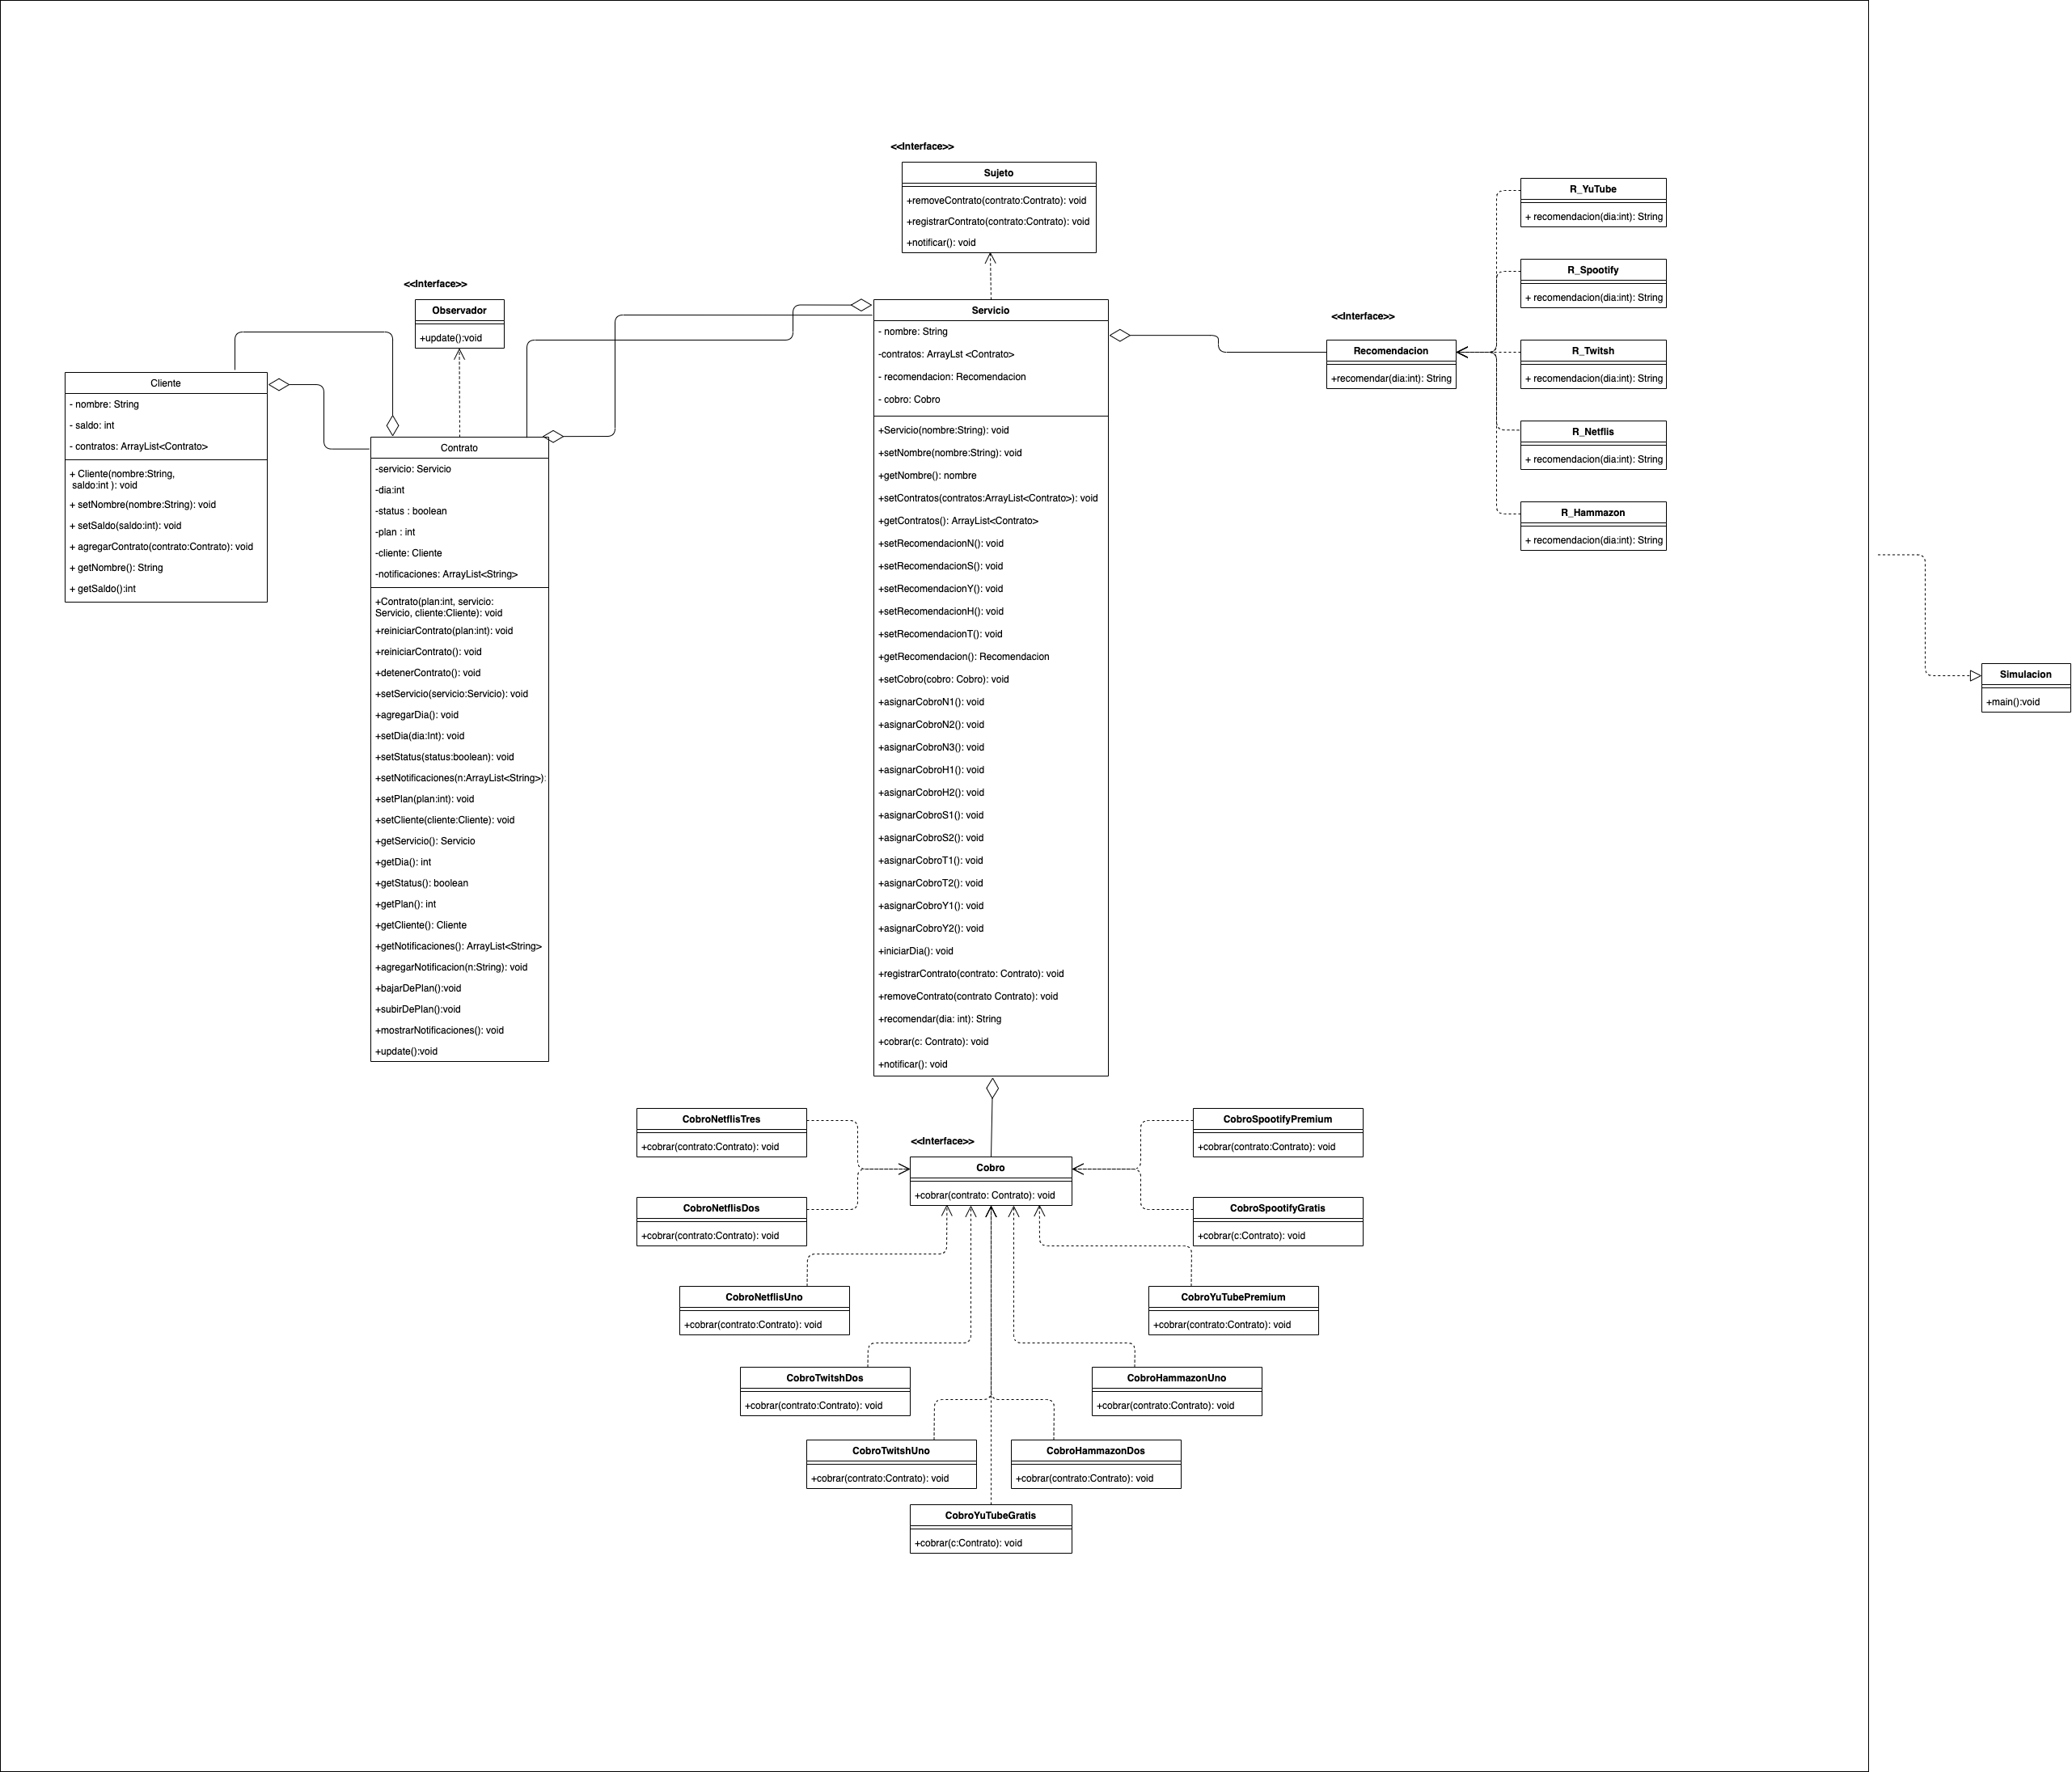 <<Interface>>
Sujeto
+removeContrato(contrato:Contrato): void
+registrarContrato(contrato:Contrato): void
+notificar(): void
<<Interface>>
Observador
+update():void
Cliente
- nombre: String
- saldo: int
- contratos: ArrayList<Contrato>
+ Cliente(nombre:String,
saldo:int ): void
+ setNombre(nombre:String): void
+ setSaldo(saldo:int): void
+ agregarContrato(contrato:Contrato): void
+ getNombre(): String
+ getSaldo():int
Contrato
-servicio: Servicio
-dia:int
-status : boolean
-plan : int
-cliente: Cliente
-notificaciones: ArrayList<String>
+Contrato(plan:int, servicio:
Servicio, cliente:Cliente): void
+reiniciarContrato(plan:int): void
+reiniciarContrato(): void
+detenerContrato(): void
+setServicio(servicio:Servicio): void
+agregarDia(): void
+setDia(dia:Int): void
+setStatus(status:boolean): void
+setNotificaciones(n:ArrayList<String>):
+setPlan(plan:int): void
+setCliente(cliente:Cliente): void
+getServicio(): Servicio
+getDia(): int
+getStatus(): boolean
+getPlan(): int
+getCliente(): Cliente
+getNotificaciones(): ArrayList<String>
+agregarNotificacion(n:String): void
+bajarDePlan():void
+subirDePlan():void
+mostrarNotificaciones(): void
+update():void
Servicio
- nombre: String
-contratos: ArrayLst <Contrato>
- recomendacion: Recomendacion
- cobro: Cobro
+Servicio(nombre:String): void
+setNombre(nombre:String): void
+getNombre(): nombre
+setContratos(contratos:ArrayList<Contrato>): void
+getContratos(): ArrayList<Contrato>
+setRecomendacionN(): void
+setRecomendacionS(): void
+setRecomendacionY(): void
+setRecomendacionH(): void
+setRecomendacionT(): void
+getRecomendacion(): Recomendacion
+setCobro(cobro: Cobro): void
+asignarCobroN1(): void
+asignarCobroN2(): void
+asignarCobroN3(): void
+asignarCobroH1(): void
+asignarCobroH2(): void
+asignarCobroS1(): void
+asignarCobroS2(): void
+asignarCobroT1(): void
+asignarCobroT2(): void
+asignarCobroY1(): void
+asignarCobroY2(): void
+iniciarDia(): void
+registrarContrato(contrato: Contrato): void
+removeContrato(contrato Contrato): void
+recomendar(dia: int): String
+cobrar(c: Contrato): void
+notificar(): void
<<Interface>>
Recomendacion
+recomendar(dia:int): String
R_YuTube
+ recomendacion(dia:int): String
R_Spootify
+ recomendacion(dia:int): String
R_Twitsh
+ recomendacion(dia:int): String
R_Netflis
+ recomendacion(dia:int): String
R_Hammazon
+ recomendacion(dia:int): String
Simulacion
+main():void
CobroNetflisTres
+cobrar(contrato:Contrato): void
CobroNetflisDos
+cobrar(contrato:Contrato): void
<<Interface>>
Cobro
+cobrar(contrato: Contrato): void
CobroSpootifyPremium
+cobrar(contrato:Contrato): void
CobroSpootifyGratis
+cobrar(c:Contrato): void
CobroNetflisUno
+cobrar(contrato:Contrato): void
CobroYuTubePremium
+cobrar(contrato:Contrato): void
CobroTwitshDos
+cobrar(contrato:Contrato): void
CobroHammazonUno
+cobrar(contrato:Contrato): void
CobroTwitshUno
+cobrar(contrato:Contrato): void
CobroHammazonDos
+cobrar(contrato:Contrato): void
CobroYuTubeGratis
+cobrar(c:Contrato): void